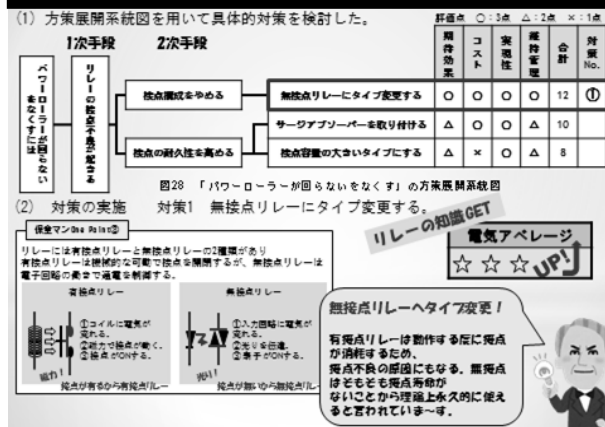 (1) 方策展開系統図を用いて具体的対策を検討した。
評価点 ○:3点 △:2点 ×:1点
1次手段 2次手段
期待効果 コスト 実現性 維持管理 合計 対策No.
パワーローラーが回らないをなくすには
リレーの接点不良が起きる
接点構成をやめる
無接点リレーにタイプ変更する ○ ○ ○ ○ 12 ①
接点の耐久性を高める
サージアブソーバーを取り付ける △ ○ ○ △ 10
接点容量の大きいタイプにする △ × ○ △ 8
図28 「パワーローラーが回らないをなくす」の方策展開系統図
(2) 対策の実施 対策1 無接点リレーにタイプ変更する。
リレーの知識GET
電気アベレージ
☆☆☆UP!
保全マンOne Point②
リレーには有接点リレーと無接点リレーの2種類があり
有接点リレーは機械的な可動で接点を開閉するが、無接点リレーは
電子回路の働きで通電を制御する。
有接点リレー
①コイルに電気が
流れる。
②磁力で接点が動く。
③接点がONする。
磁力!
接点が有るから有接点リレー
無接点リレー
①入力回路に電気が
流れる。
②光りを伝達。
③素子がONする。
光り!
接点が無いから無接点リレー
無接点リレーへタイプ変更!
有接点リレーは動作する度に接点
が消耗するため、
接点不良の原因にもなる。無接点
はそもそも接点寿命が
ないことから理論上永久的に使え
ると言われていま~す。